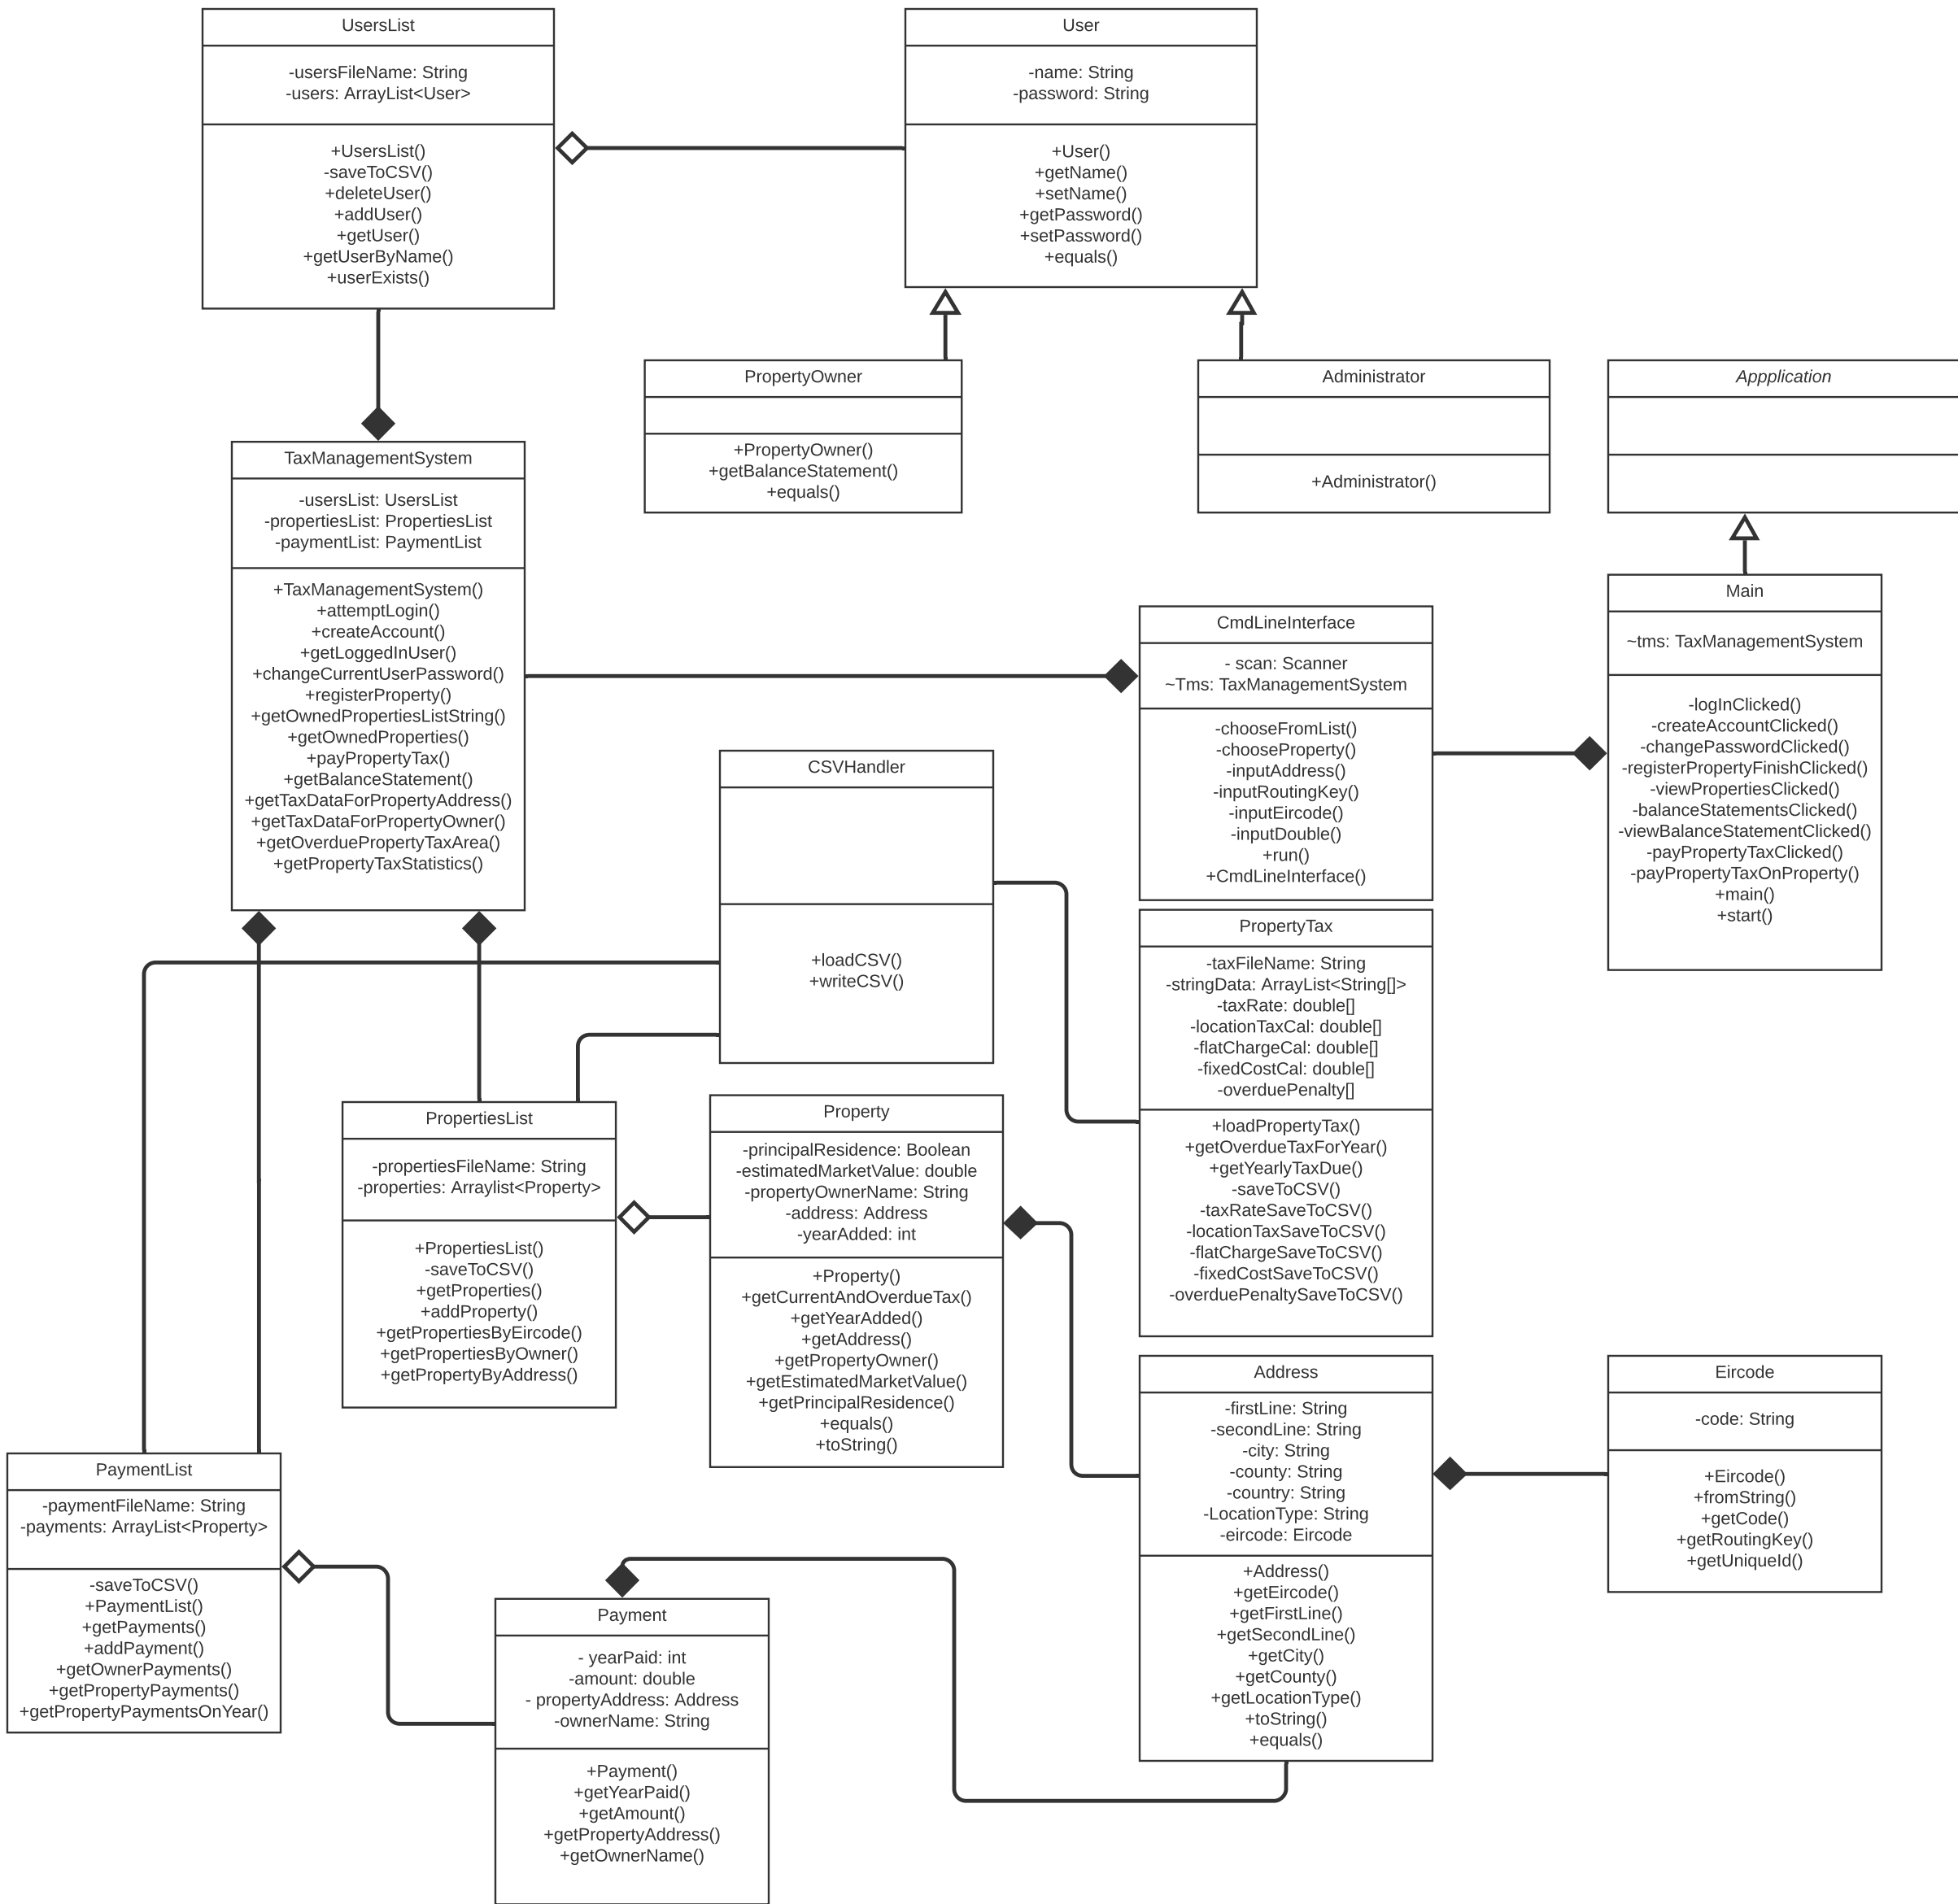 UsersList
-usersFileName: String
-users: ArrayList<User>
+UsersList()
-saveToCSV()
+deleteUser()
+addUser()
+getUser()
+getUserByName()
+userExists()
User
-name: String
-password: String
+User()
+getName()
+setName()
+getPassword()
+setPassword()
+equals()
PropertyOwner
+PropertyOwner()
+getBalanceStatement()
+equals()
Administrator
+Administrator()
Appplication
TaxManagementSystem
-usersList: UsersList
-propertiesList: PropertiesList
-paymentList: PaymentList
+TaxManagementSystem()
+attemptLogin()
+createAccount()
+getLoggedInUser()
+changeCurrentUserPassword()
+registerProperty()
+getOwnedPropertiesListString()
+getOwnedProperties()
+payPropertyTax()
+getBalanceStatement()
+getTaxDataForPropertyAddress()
+getTaxDataForPropertyOwner()
+getOverduePropertyTaxArea()
+getPropertyTaxStatistics()
CmdLineInterface
- scan: Scanner
~Tms: TaxManagementSystem
-chooseFromList()
-chooseProperty()
-inputAddress()
-inputRoutingKey()
-inputEircode()
-inputDouble()
+run()
+CmdLineInterface()
Main
~tms: TaxManagementSystem
-logInClicked()
-createAccountClicked()
-changePasswordClicked()
-registerPropertyFinishClicked()
-viewPropertiesClicked()
-balanceStatementsClicked()
-viewBalanceStatementClicked()
-payPropertyTaxClicked()
-payPropertyTaxOnProperty()
+main()
+start()
CSVHandler
+loadCSV()
+writeCSV()
PropertyTax
-taxFileName: String
-stringData: ArrayList<String[]>
-taxRate: double[]
-locationTaxCal: double[]
-flatChargeCal: double[]
-fixedCostCal: double[]
-overduePenalty[]
+loadPropertyTax()
+getOverdueTaxForYear()
+getYearlyTaxDue()
-saveToCSV()
-taxRateSaveToCSV()
-locationTaxSaveToCSV()
-flatChargeSaveToCSV()
-fixedCostSaveToCSV()
-overduePenaltySaveToCSV()
PropertiesList
-propertiesFileName: String
-properties: Arraylist<Property>
+PropertiesList()
-saveToCSV()
+getProperties()
+addProperty()
+getPropertiesByEircode()
+getPropertiesByOwner()
+getPropertyByAddress()
Property
-principalResidence: Boolean
-estimatedMarketValue: double
-propertyOwnerName: String
-address: Address
-yearAdded: int
+Property()
+getCurrentAndOverdueTax()
+getYearAdded()
+getAddress()
+getPropertyOwner()
+getEstimatedMarketValue()
+getPrincipalResidence()
+equals()
+toString()
Address
-firstLine: String
-secondLine: String
-city: String
-county: String
-country: String
-LocationType: String
-eircode: Eircode
+Address()
+getEircode()
+getFirstLine()
+getSecondLine()
+getCity()
+getCounty()
+getLocationType()
+toString()
+equals()
Eircode
-code: String
+Eircode()
+fromString()
+getCode()
+getRoutingKey()
+getUniqueId()
PaymentList
-paymentFileName: String
-payments: ArrayList<Property>
-saveToCSV()
+PaymentList()
+getPayments()
+addPayment()
+getOwnerPayments()
+getPropertyPayments()
+getPropertyPaymentsOnYear()
Payment
- yearPaid: int
-amount: double
- propertyAddress: Address
-ownerName: String
+Payment()
+getYearPaid()
+getAmount()
+getPropertyAddress()
+getOwnerName()